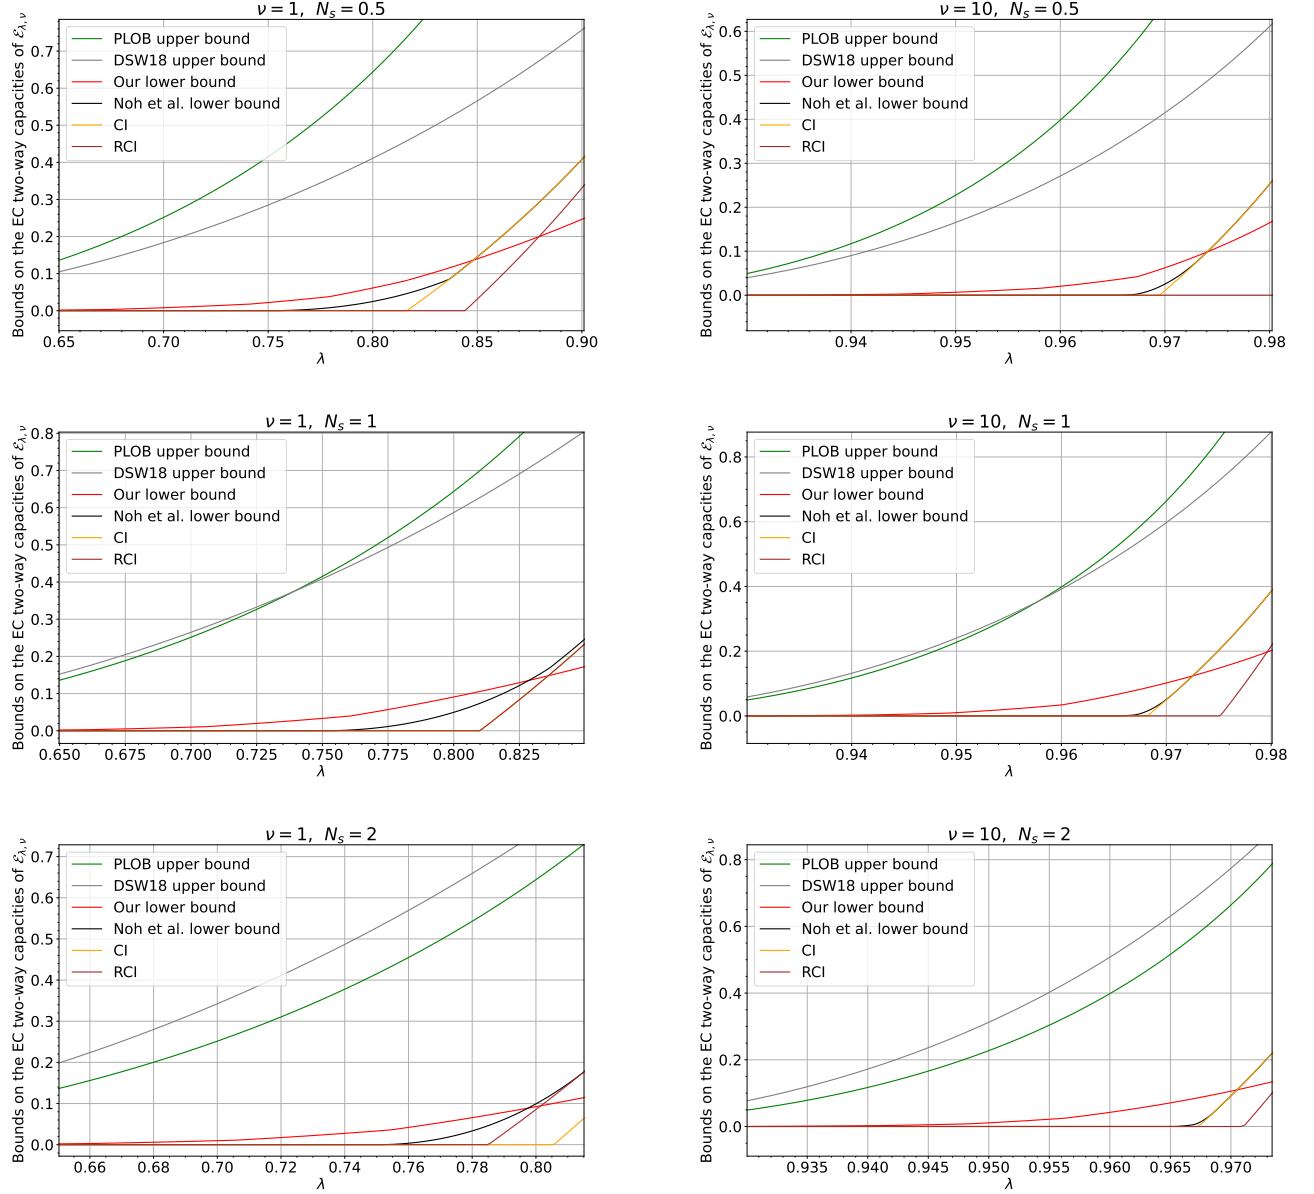 ν = 1, N_s = 0.5
Bounds on the EC two-way capacities of ℰ_{λ, ν}
0.7
0.6
0.5
0.4
0.3
0.2
0.1
0.0
PLOB upper bound
DSW18 upper bound
Our lower bound
Noh et al. lower bound
CI
RCI
0.65 0.70 0.75 0.80 0.85 0.90
λ
ν = 10, N_s = 0.5
Bounds on the EC two-way capacities of ℰ_{λ, ν}
0.6
0.5
0.4
0.3
0.2
0.1
0.0
PLOB upper bound
DSW18 upper bound
Our lower bound
Noh et al. lower bound
CI
RCI
0.94 0.95 0.96 0.97 0.98
λ
ν = 1, N_s = 1
Bounds on the EC two-way capacities of ℰ_{λ, ν}
0.8
0.7
0.6
0.5
0.4
0.3
0.2
0.1
0.0
PLOB upper bound
DSW18 upper bound
Our lower bound
Noh et al. lower bound
CI
RCI
0.650 0.675 0.700 0.725 0.750 0.775 0.800 0.825
λ
ν = 10, N_s = 1
Bounds on the EC two-way capacities of ℰ_{λ, ν}
0.8
0.6
0.4
0.2
0.0
PLOB upper bound
DSW18 upper bound
Our lower bound
Noh et al. lower bound
CI
RCI
0.94 0.95 0.96 0.97 0.98
λ
ν = 1, N_s = 2
Bounds on the EC two-way capacities of ℰ_{λ, ν}
0.7
0.6
0.5
0.4
0.3
0.2
0.1
0.0
PLOB upper bound
DSW18 upper bound
Our lower bound
Noh et al. lower bound
CI
RCI
0.66 0.68 0.70 0.72 0.74 0.76 0.78 0.80
λ
ν = 10, N_s = 2
Bounds on the EC two-way capacities of ℰ_{λ, ν}
0.8
0.6
0.4
0.2
0.0
PLOB upper bound
DSW18 upper bound
Our lower bound
Noh et al. lower bound
CI
RCI
0.935 0.940 0.945 0.950 0.955 0.960 0.965 0.970
λ